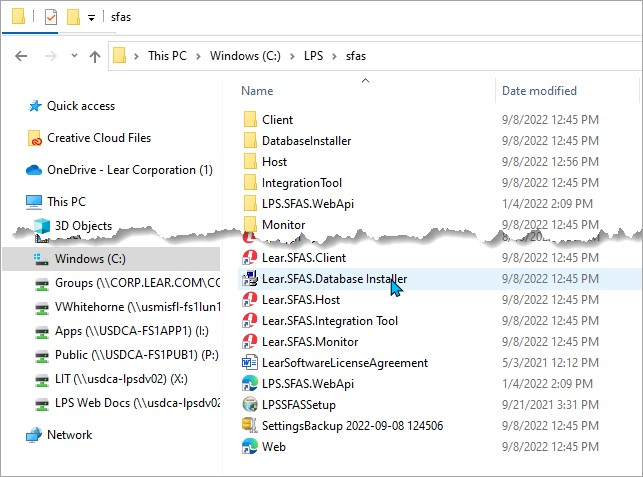 sfas
This PC > Windows (C:) > LPS > sfas
Name Date modified
Quick access
Creative Cloud Files
OneDrive - Lear Corporation (1)
This PC
3D Objects
Windows (C:)
Groups (\\CORP.LEAR.COM\CO
VWhitehorne (\\usmisfl-fs1lun1
Apps (\\USDCA-FS1APP1) (I:)
Public (\\USDCA-FS1PUB1) (P:)
LIT (\\usdca-lpsdv02) (X:)
LPS Web Docs (\\usdca-lpsdv02
Network
Client 9/8/2022 12:45 PM
DatabaseInstaller 9/8/2022 12:45 PM
Host 9/8/2022 12:56 PM
IntegrationTool 9/8/2022 12:45 PM
LPS.SFAS.WebApi 1/4/2022 2:09 PM
Monitor 9/8/2022 12:45 PM
Lear.SFAS.Client 9/8/2022 12:45 PM
Lear.SFAS.Database Installer 9/8/2022 12:45 PM
Lear.SFAS.Host 9/8/2022 12:45 PM
Lear.SFAS.Integration Tool 9/8/2022 12:45 PM
Lear.SFAS.Monitor 9/8/2022 12:45 PM
LearSoftwareLicenseAgreement 5/3/2021 12:12 PM
LPS.SFAS.WebApi 1/4/2022 2:09 PM
LPSSFASSetup 9/21/2021 3:31 PM
SettingsBackup 2022-09-08 124506 9/8/2022 12:45 PM
Web 9/8/2022 12:45 PM